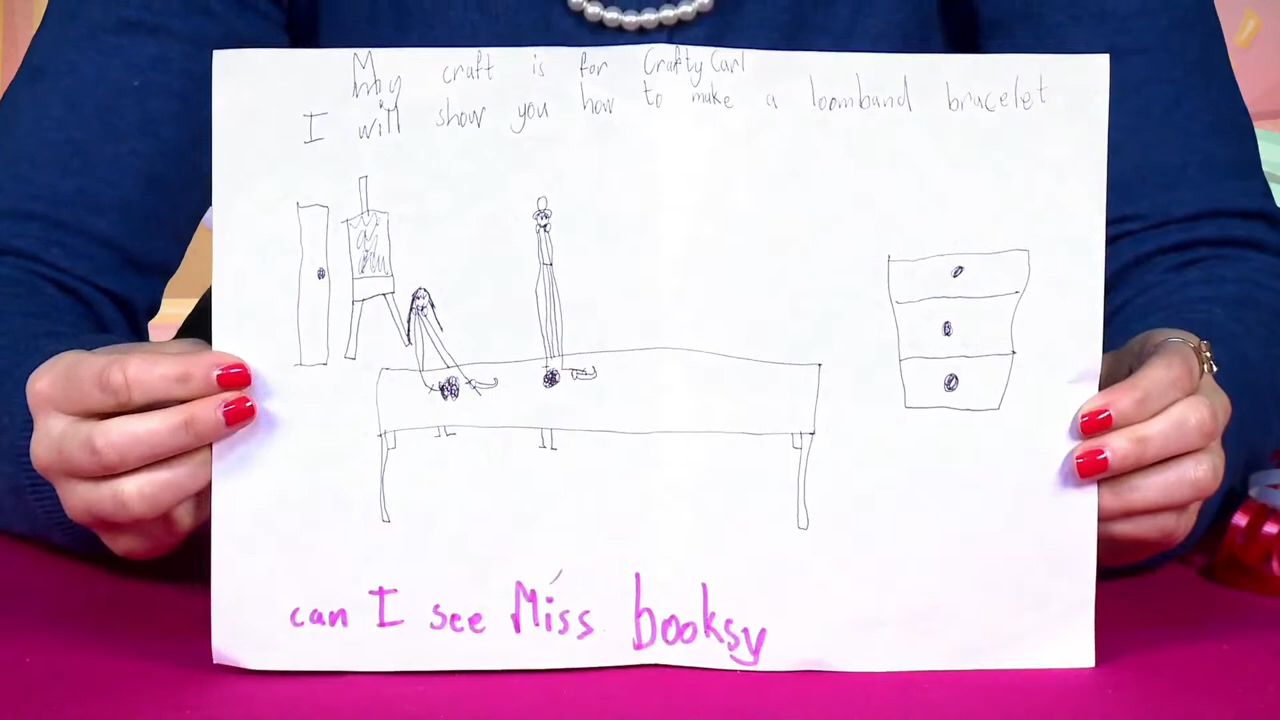 My craft is for Crafty Carl
I will show you how to make a loomband bracelet
can I see Miss booksy